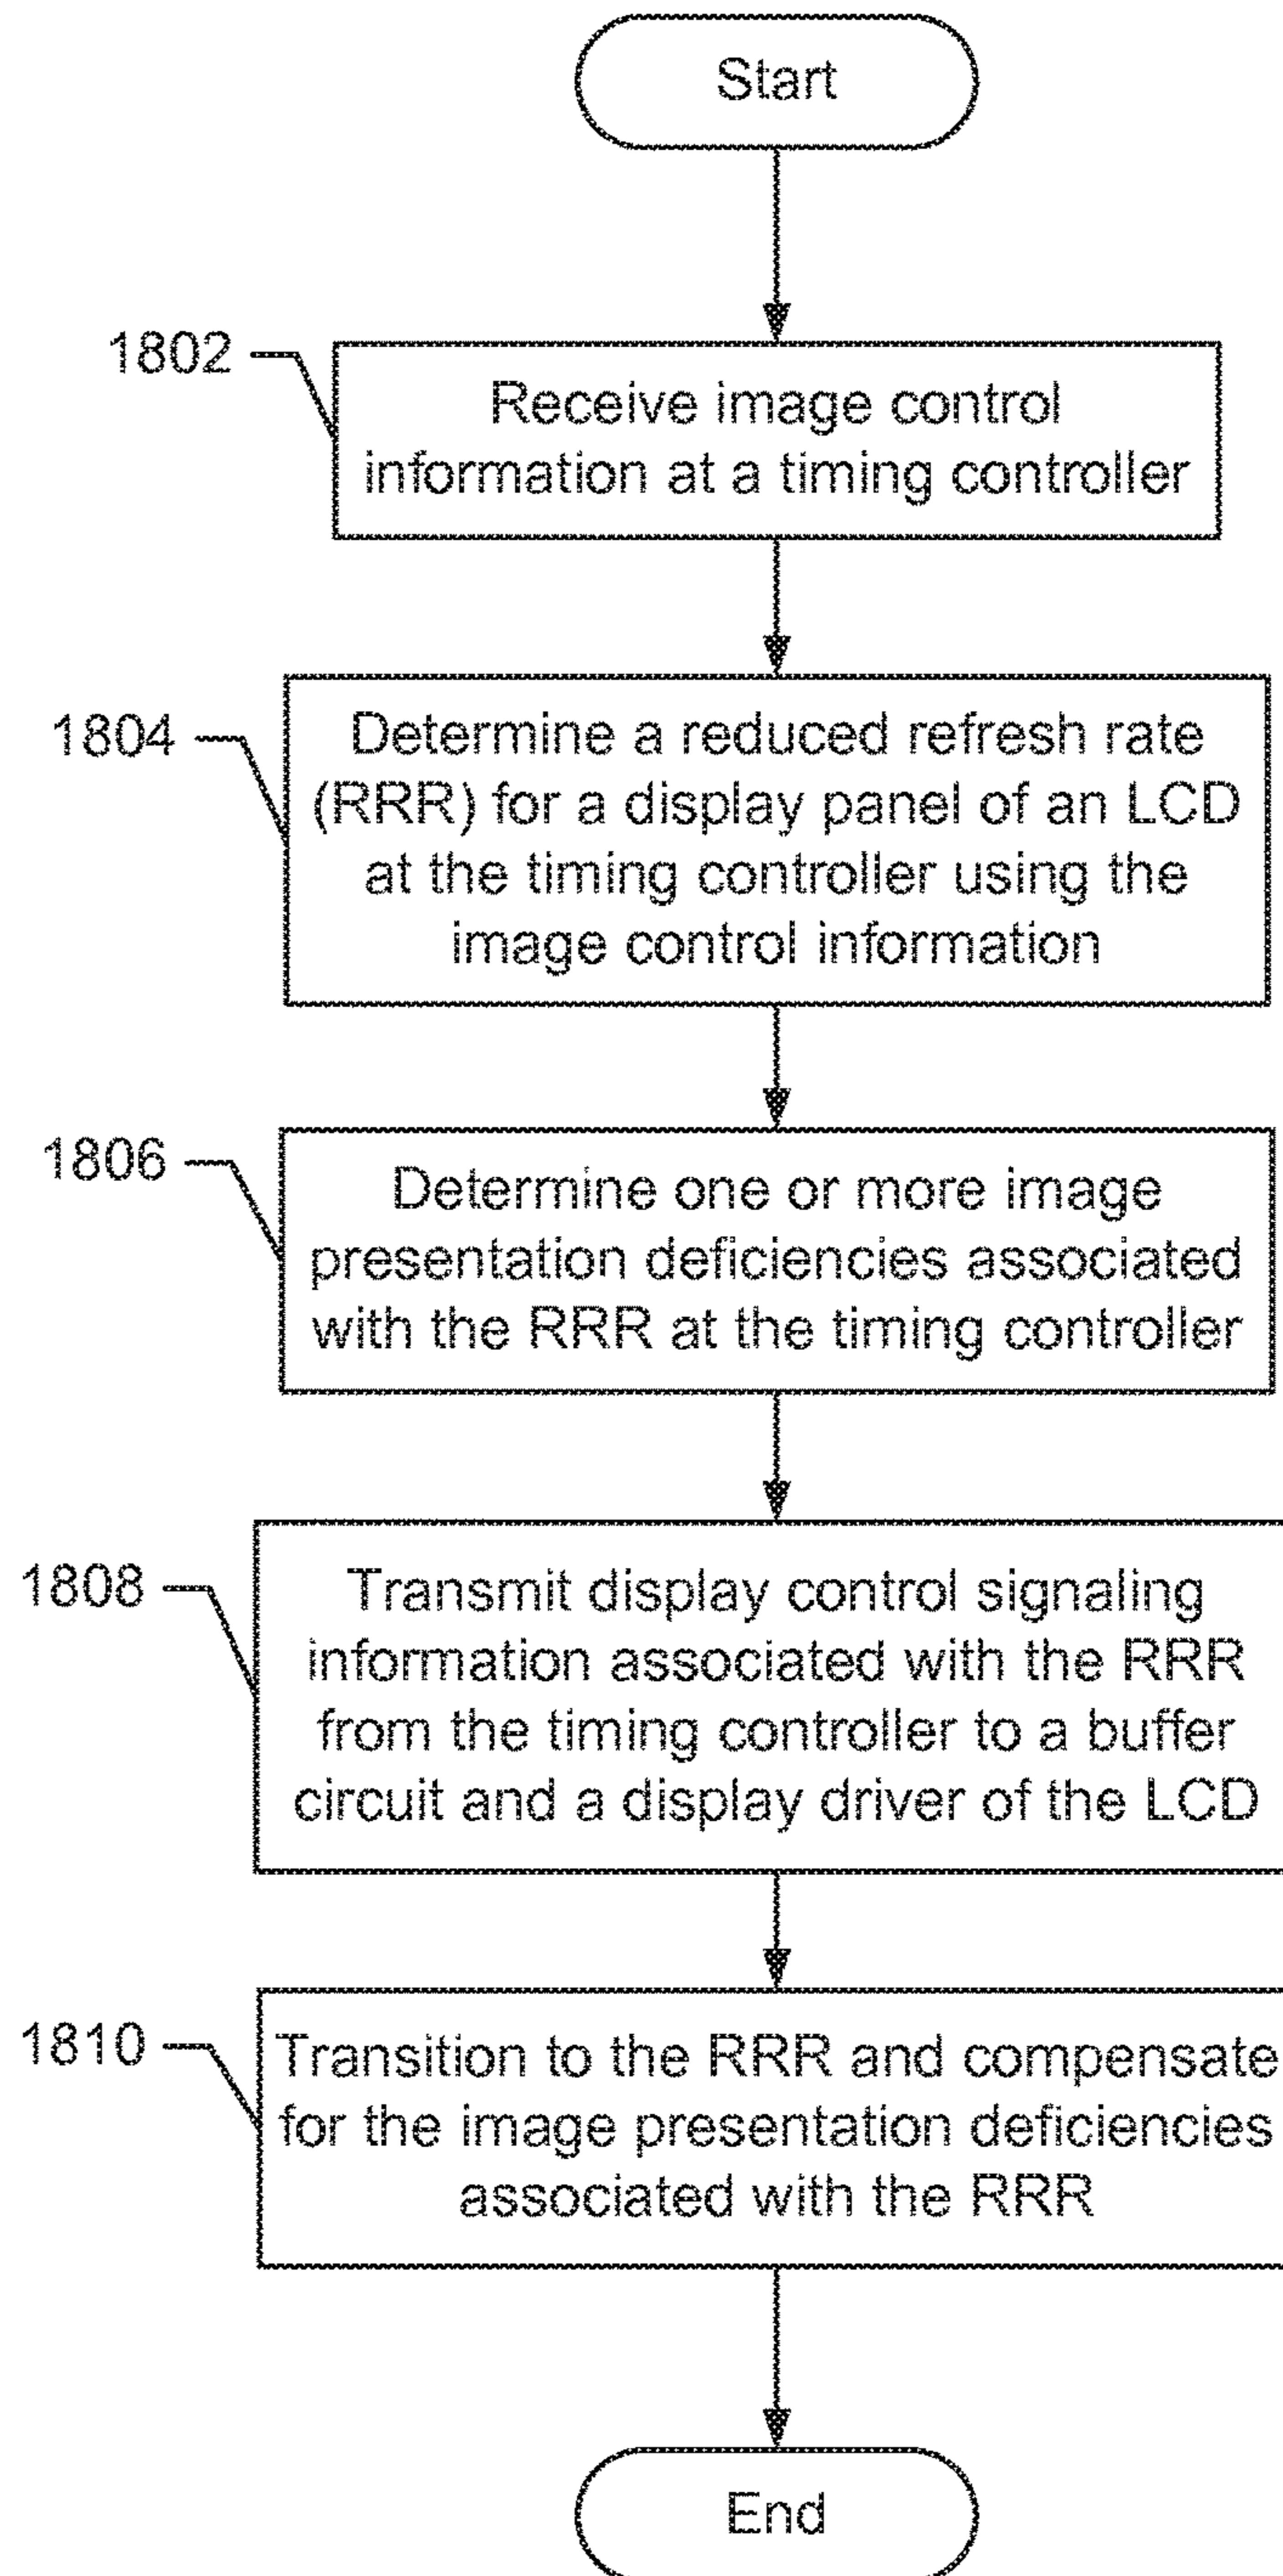 Start
1802
Receive image control
information at a timing controller
1804
Determine a reduced refresh rate
(RRR) for a display panel of an LCD
at the timing controller using the
image control information
1806
Determine one or more image
presentation deficiencies associated
with the RRR at the timing controller
1808
Transmit display control signaling
information associated with the RRR
from the timing controller to a buffer
circuit and a display driver of the LCD
1810
Transition to the RRR and compensate
for the image presentation deficiencies
associated with the RRR
End